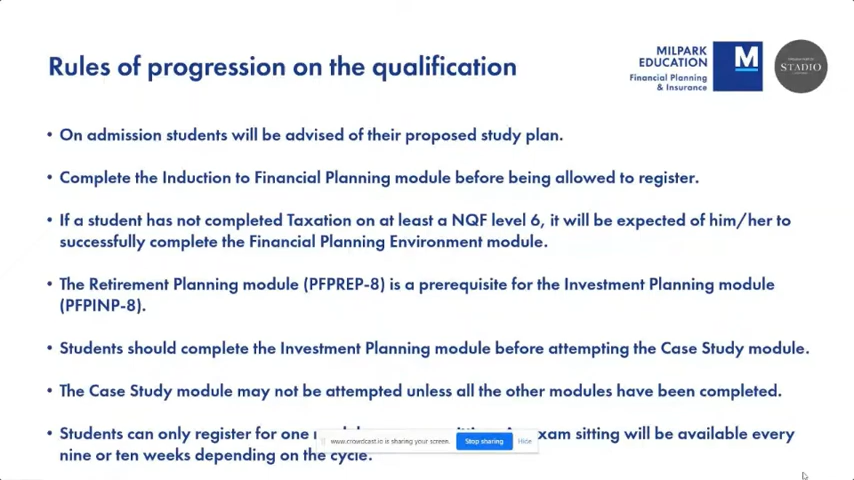 Rules of progression on the qualification
MILPARK
EDUCATION
Financial Planning
& Insurance
M
STADIO
• On admission students will be advised of their proposed study plan.
• Complete the Induction to Financial Planning module before being allowed to register.
• If a student has not completed Taxation on at least a NQF level 6, it will be expected of him/her to
successfully complete the Financial Planning Environment module.
• The Retirement Planning module (PFPREP-8) is a prerequisite for the Investment Planning module
(PFPINP-8).
• Students should complete the Investment Planning module before attempting the Case Study module.
• The Case Study module may not be attempted unless all the other modules have been completed.
• Students can only register for one exam sitting will be available every
www.crowdcast.io is sharing your screen. Stop sharing Hide
nine or ten weeks depending on the cycle.